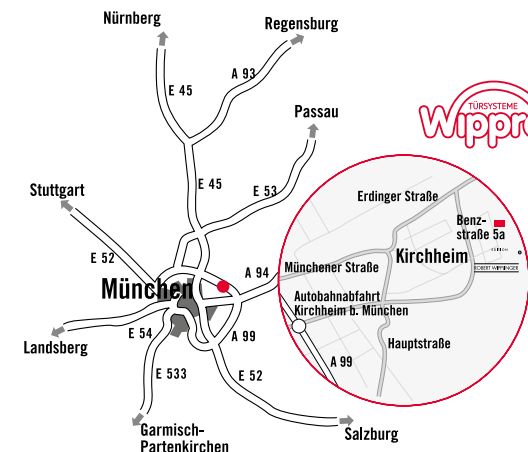 Nürnberg
Regensburg
E 45
A 93
TÜRSYSTEME
Wippro
Passau
E 45
E 53
Stuttgart
Erdinger Straße
Benz-
straße 5a
E 52
Kirchheim
A 94
Münchener Straße
ROBERT WIPPINGER
München
Autobahnabfahrt
Kirchheim b. München
E 54
A 99
Landsberg
Hauptstraße
A 99
E 533
E 52
Garmisch-
Partenkirchen
Salzburg